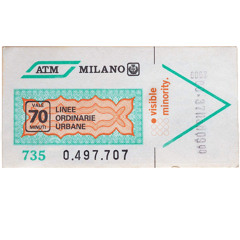 ATM MILANO
VALE
70
MINUTI
LINEE
ORDINARIE
URBANE
visible
minority.
735 0.497.707